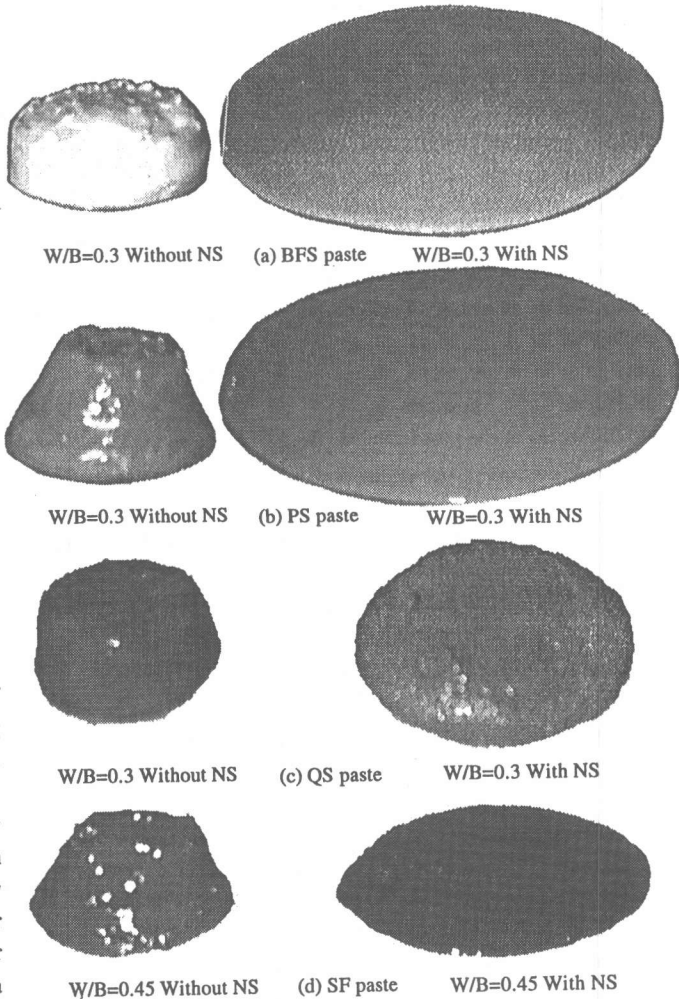 W/B=0.3 Without NS (a) BFS paste W/B=0.3 With NS
W/B=0.3 Without NS (b) PS paste W/B=0.3 With NS
W/B=0.3 Without NS (c) QS paste W/B=0.3 With NS
W/B=0.45 Without NS (d) SF paste W/B=0.45 With NS